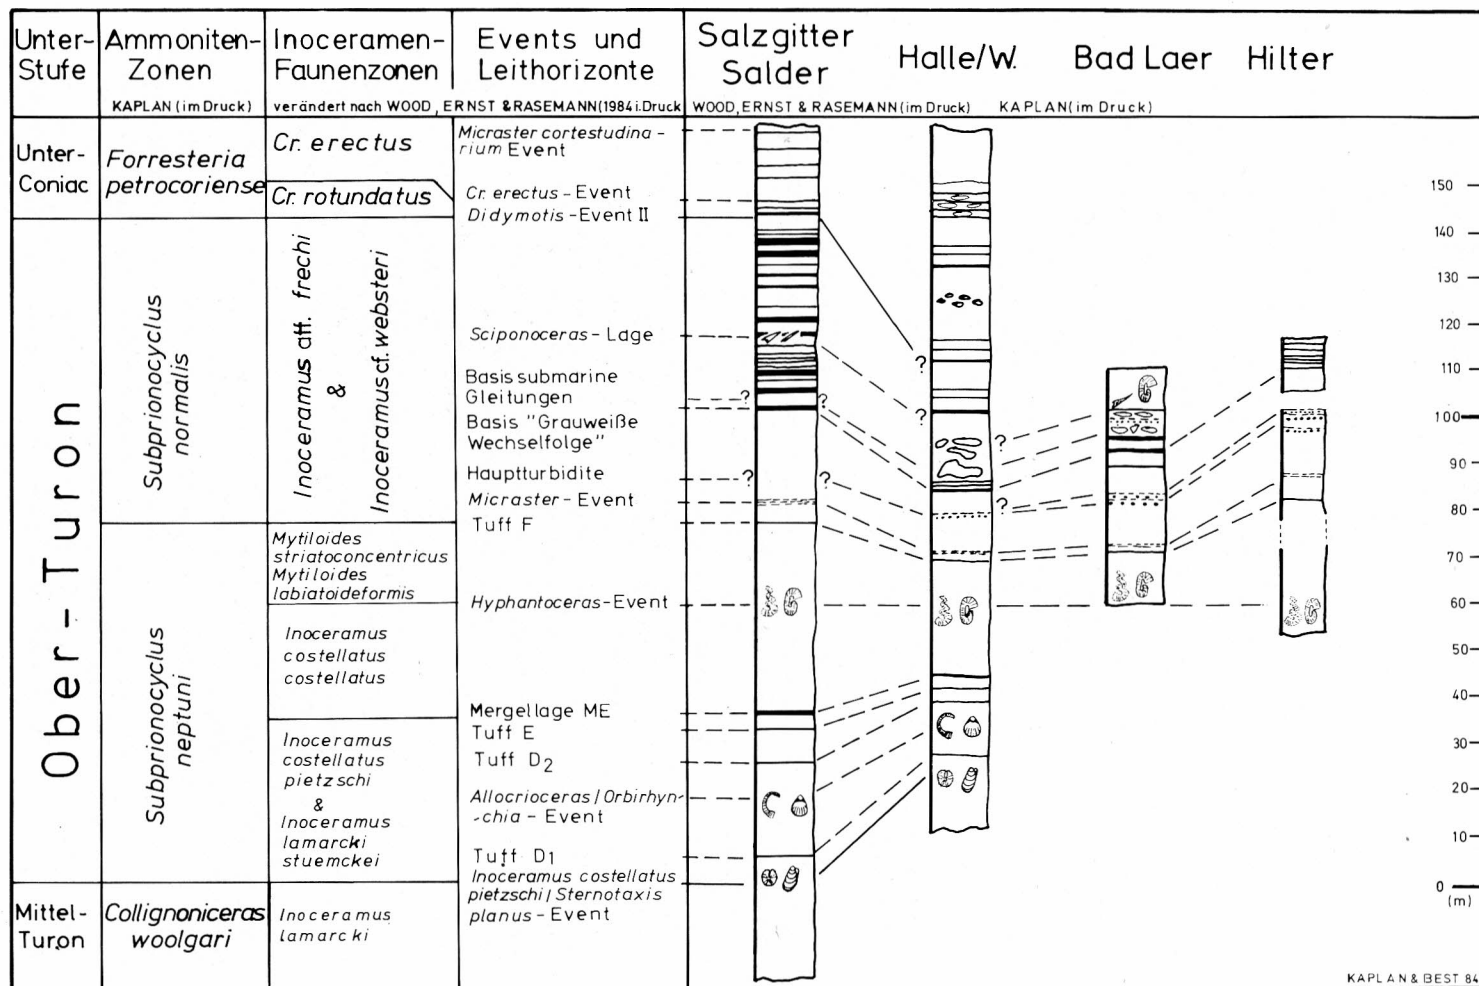 Unter-
Stufe
Ammoniten-
Zonen
KAPLAN (im Druck)
Inoceramen-
Faunenzonen
verändert nach WOOD, ERNST & RASEMANN (1984 i. Druck
Events und
Leithorizonte
Salzgitter
Salder
WOOD, ERNST & RASEMANN (im Druck)
Halle/W.
Bad Laer
KAPLAN (im Druck)
Hilter
Unter-
Coniac
Forresteria
petrocoriense
Cr. erectus
Cr. rotundatus
Ober-Turon
Subprionocyclus
normalis
Inoceramus aff. frechi
&
Inoceramus cf. websteri
Subprionocyclus
neptuni
Mytiloides
striatoconcentricus
Mytiloides
labiatoideformis
Inoceramus
costellatus
costellatus
Inoceramus
costellatus
pietzschi
&
Inoceramus
lamarcki
stuemckei
Mittel-
Turon
Collignoniceras
woolgari
Inoceramus
lamarcki
Micraster cortestudina-
rium Event
Cr. erectus - Event
Didymotis - Event II
Sciponoceras - Lage
Basis submarine
Gleitungen
Basis "Grauweiße
Wechselfolge"
Hauptturbidite
Micraster - Event
Tuff F
Hyphantoceras - Event
Mergellage ME
Tuff E
Tuff D2
Allocrioceras / Orbirhyn-
-chia - Event
Tuff D1
Inoceramus costellatus
pietzschi / Sternotaxis
planus - Event
?
?
?
?
?
?
?
?
150
140
130
120
110
100
90
80
70
60
50
40
30
20
10
0
(m)
KAPLAN & BEST 84